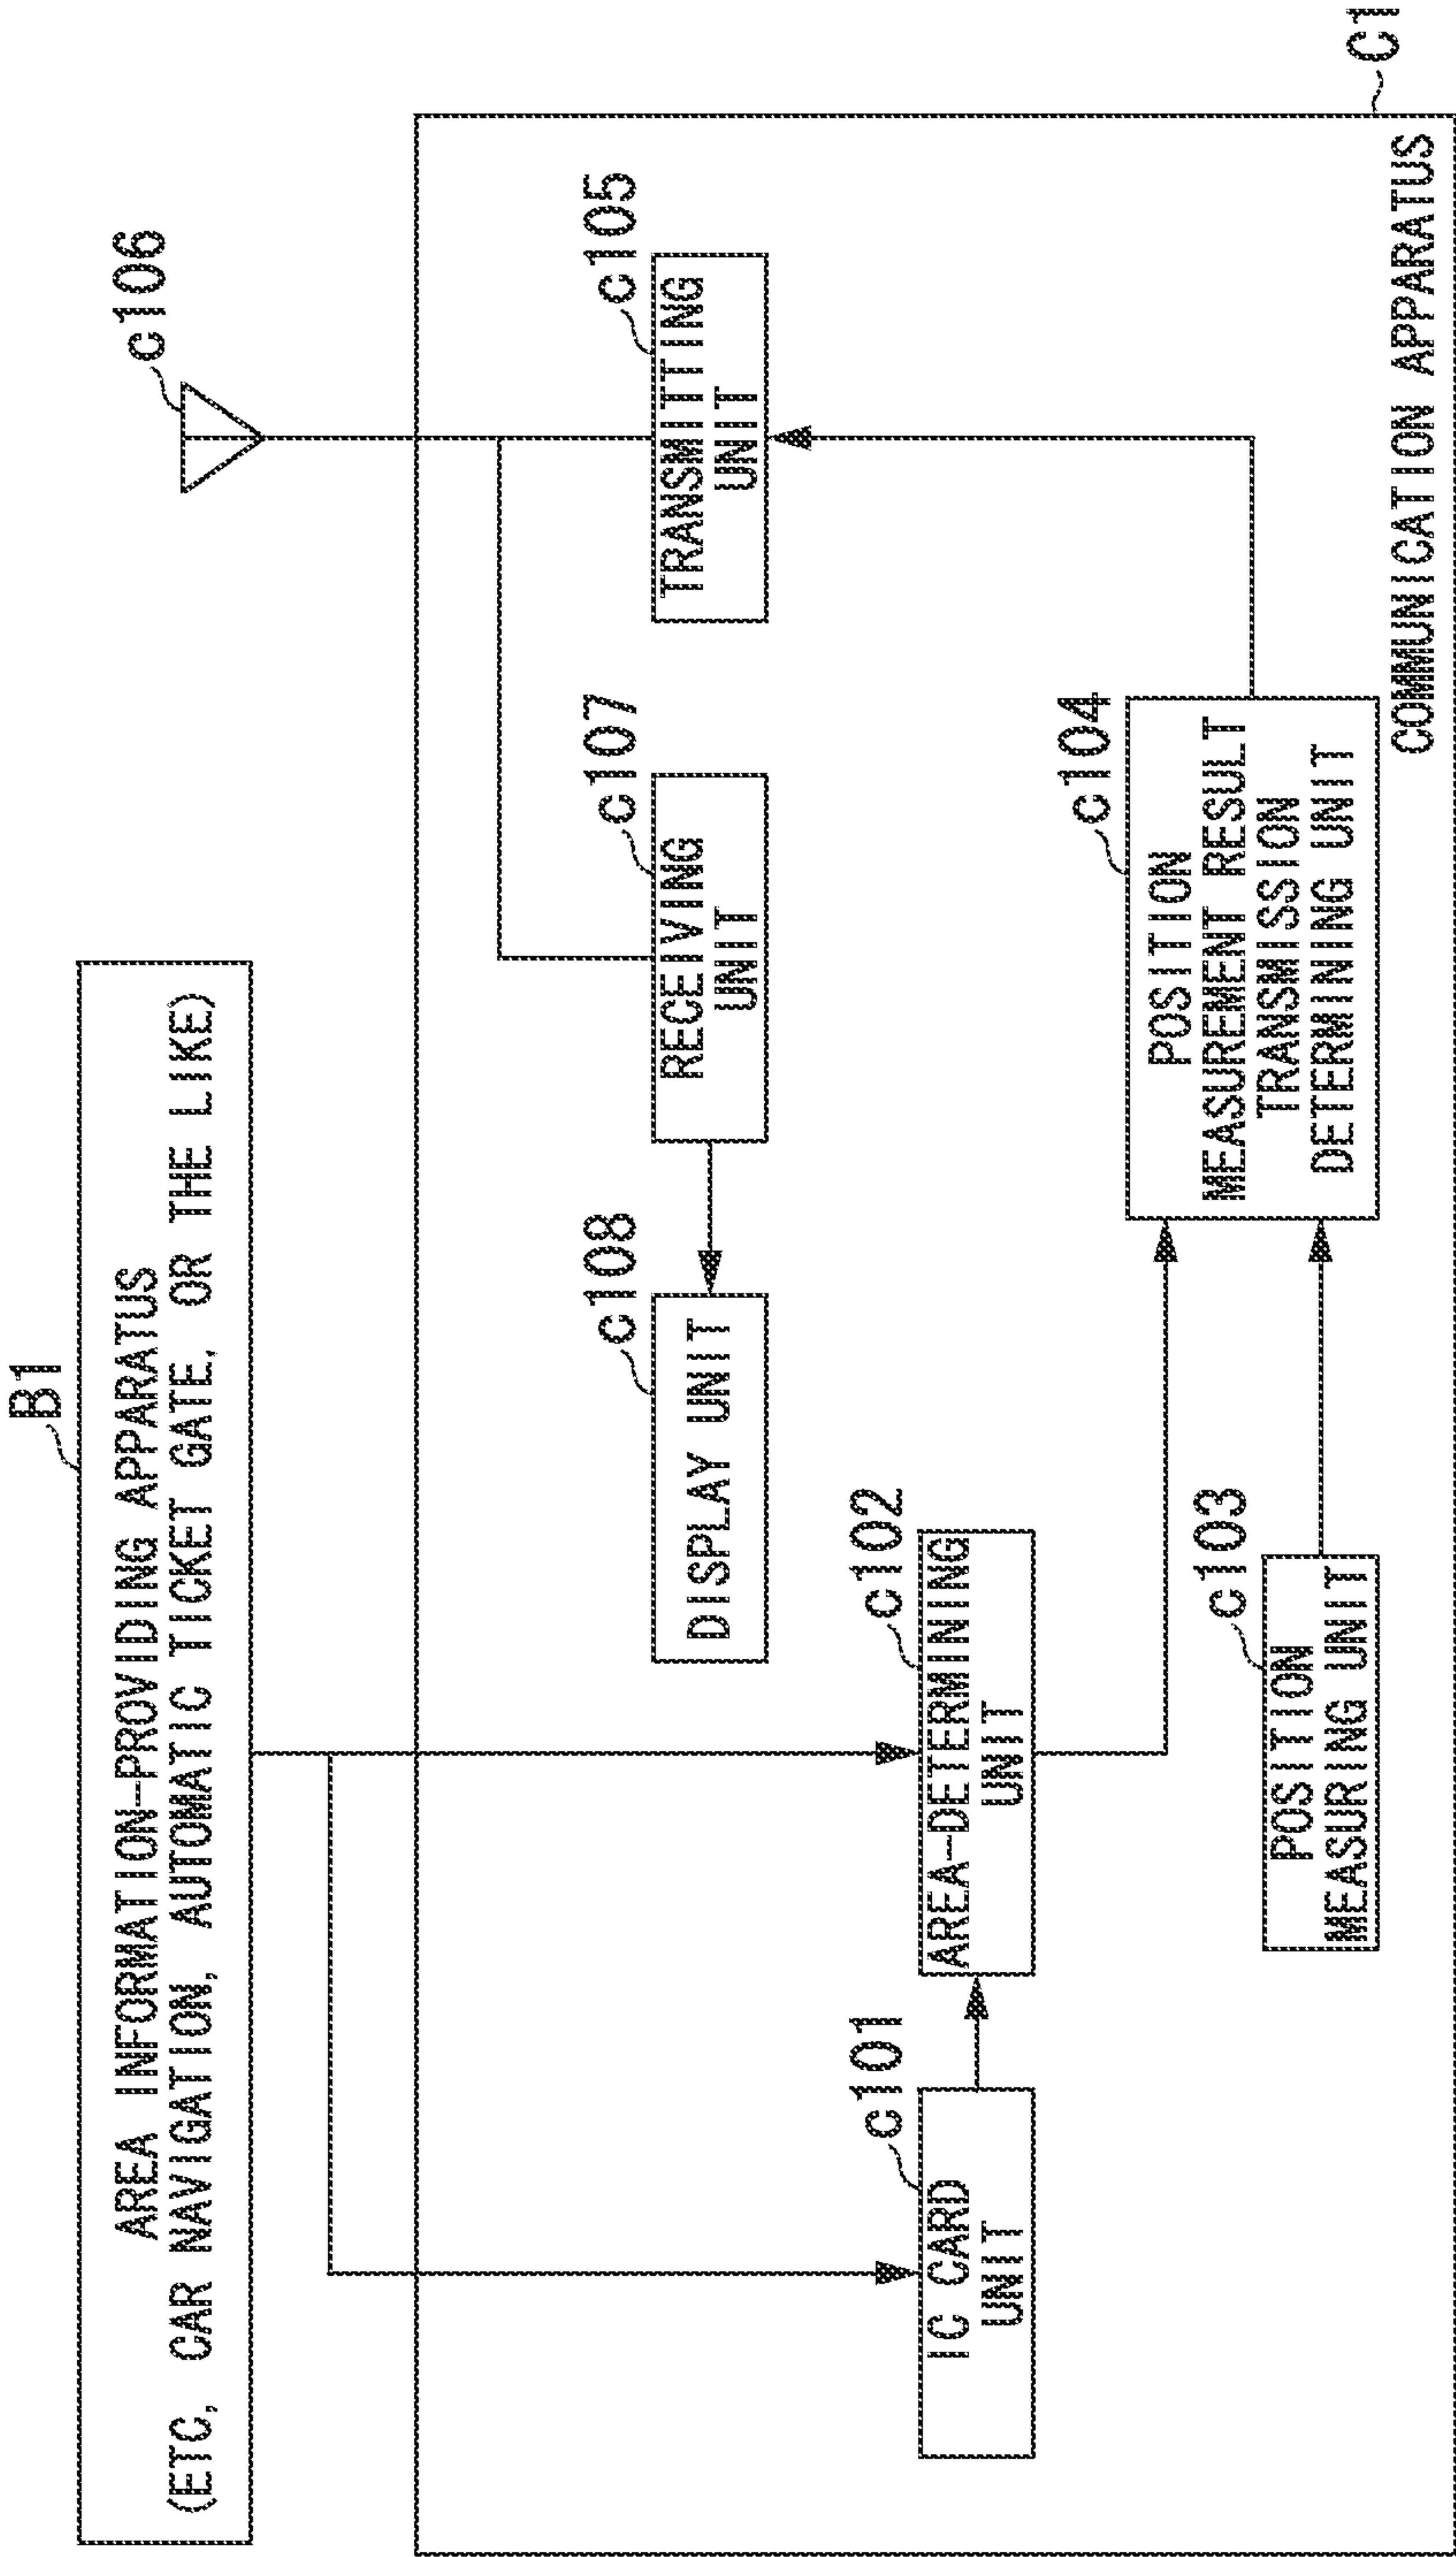 B1
AREA INFORMATION-PROVIDING APPARATUS
(ETC, CAR NAVIGATION, AUTOMATIC TICKET GATE, OR THE LIKE)
c106
c108
DISPLAY UNIT
c107
RECEIVING
UNIT
c105
TRANSMITTING
UNIT
c101
IC CARD
UNIT
c102
AREA-DETERMINING
UNIT
c104
POSITION
MEASUREMENT RESULT
TRANSMISSION
DETERMINING UNIT
c103
POSITION
MEASURING UNIT
COMMUNICATION APPARATUS
C1